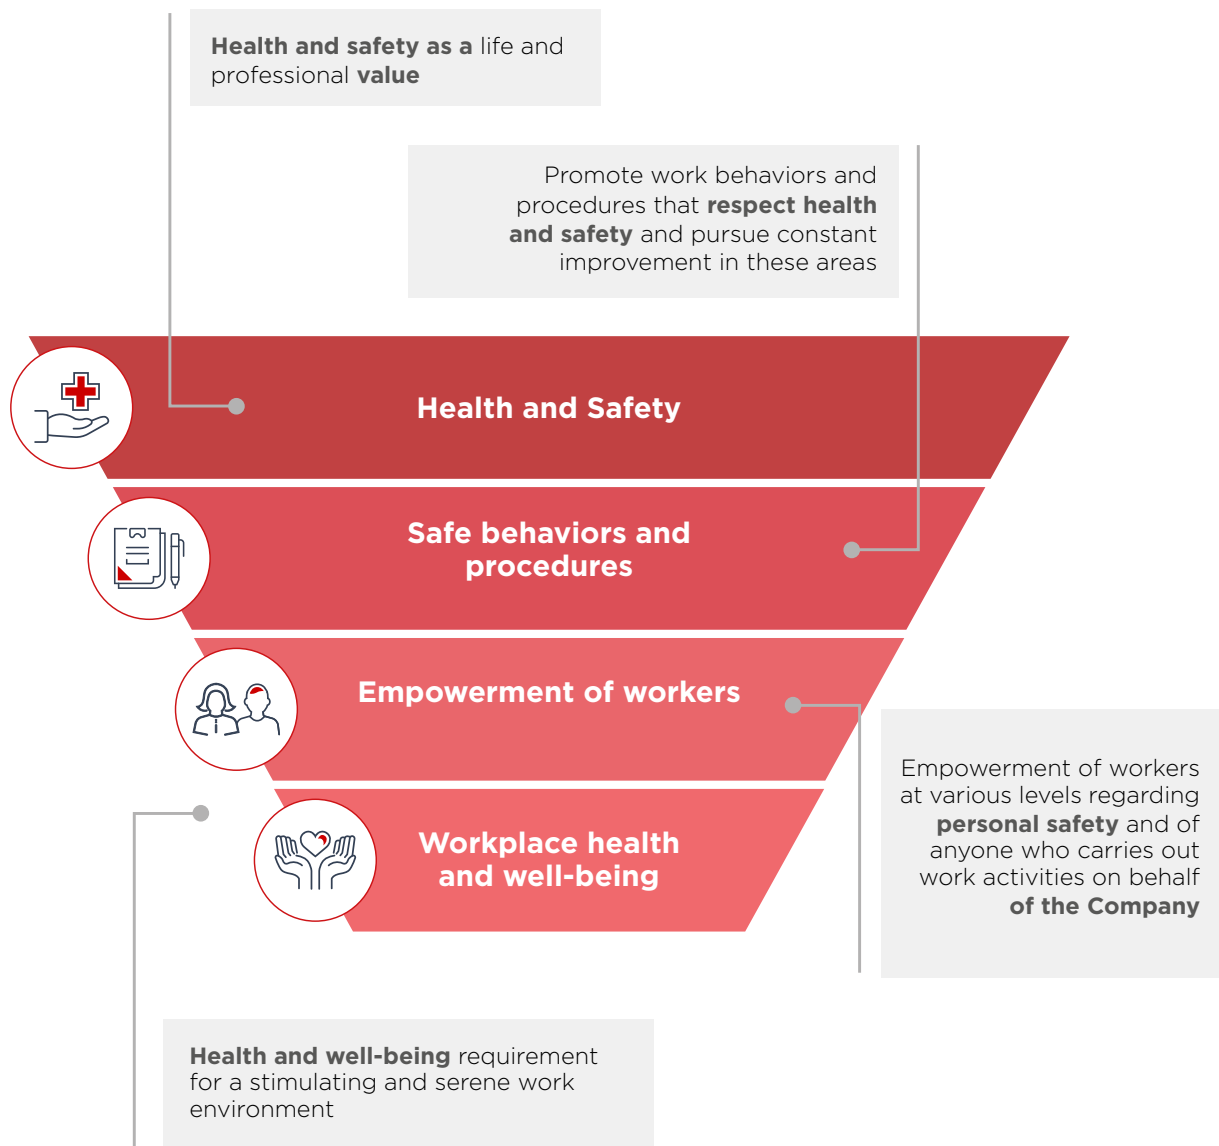 Health and safety as a life and
professional value
Promote work behaviors and
procedures that respect health
and safety and pursue constant
improvement in these areas
Health and Safety
Safe behaviors and
procedures
Empowerment of workers
Empowerment of workers
at various levels regarding
personal safety and of
anyone who carries out
work activities on behalf
of the Company
Workplace health
and well-being
Health and well-being requirement
for a stimulating and serene work
environment